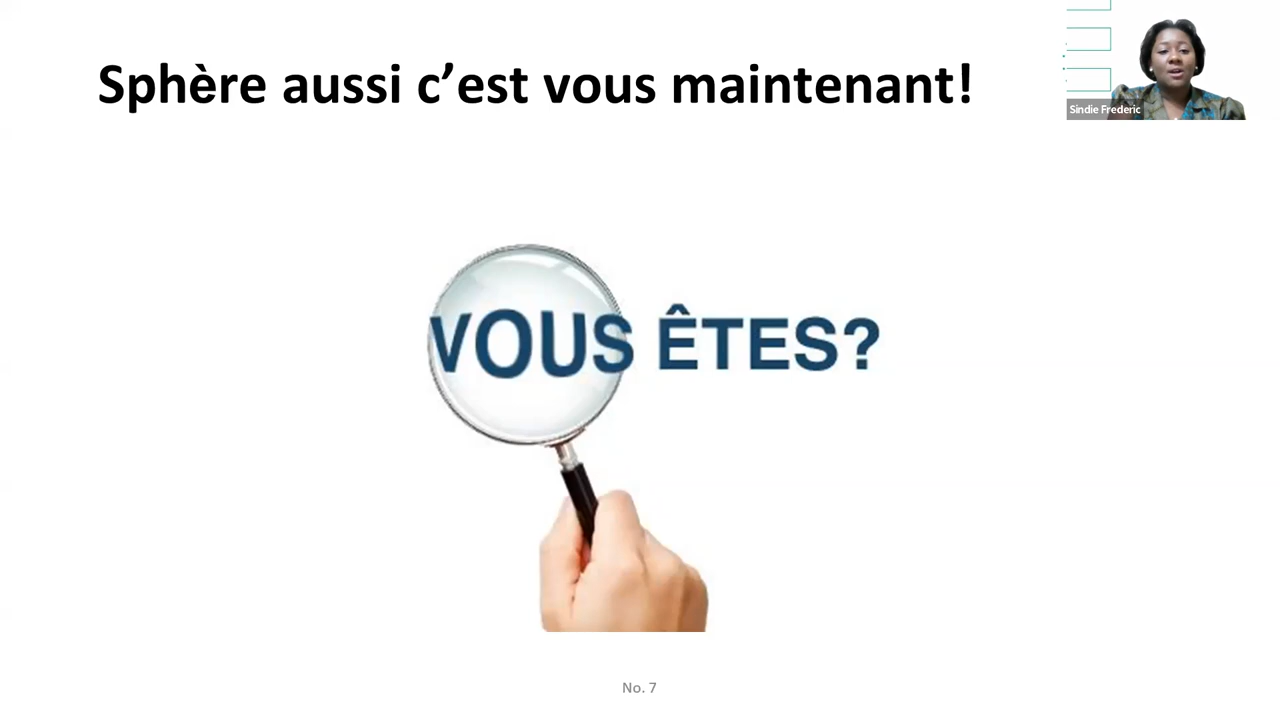 Sphère aussi c’est vous maintenant!
Sindie Frederic
VOUS ÊTES?
No. 7